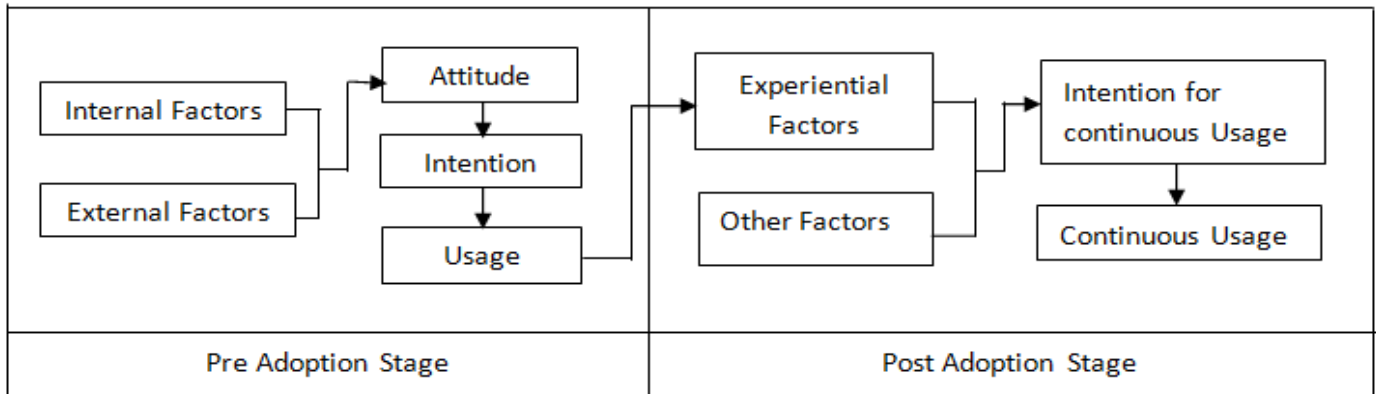 Internal Factors
External Factors
Attitude
Intention
Usage
Experiential
Factors
Other Factors
Intention for
continuous Usage
Continuous Usage
Pre Adoption Stage
Post Adoption Stage